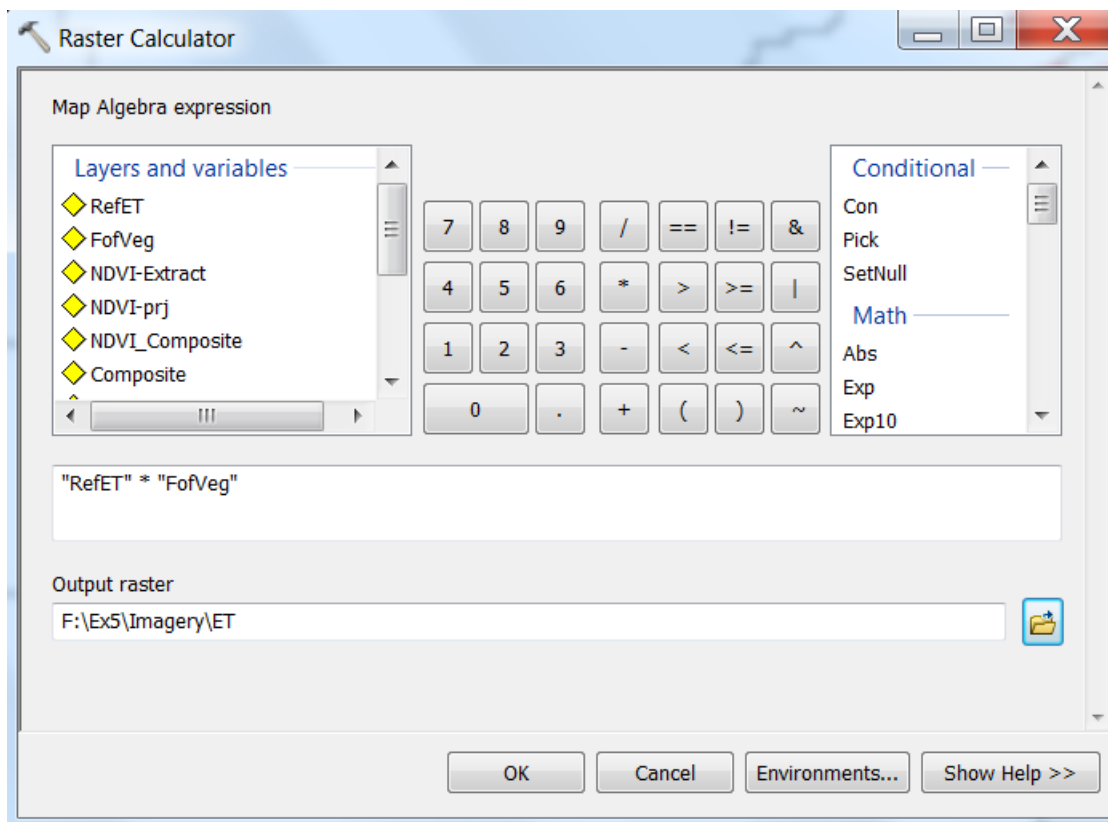 Raster Calculator
Map Algebra expression
Layers and variables
RefET
FofVeg
NDVI-Extract
NDVI-prj
NDVI_Composite
Composite
7 8 9 / == != &
4 5 6 * > >= |
1 2 3 - < <= ^
0 . + ( ) ~
Conditional
Con
Pick
SetNull
Math
Abs
Exp
Exp10
"RefET" * "FofVeg"
Output raster
F:\Ex5\Imagery\ET
OK Cancel Environments... Show Help >>